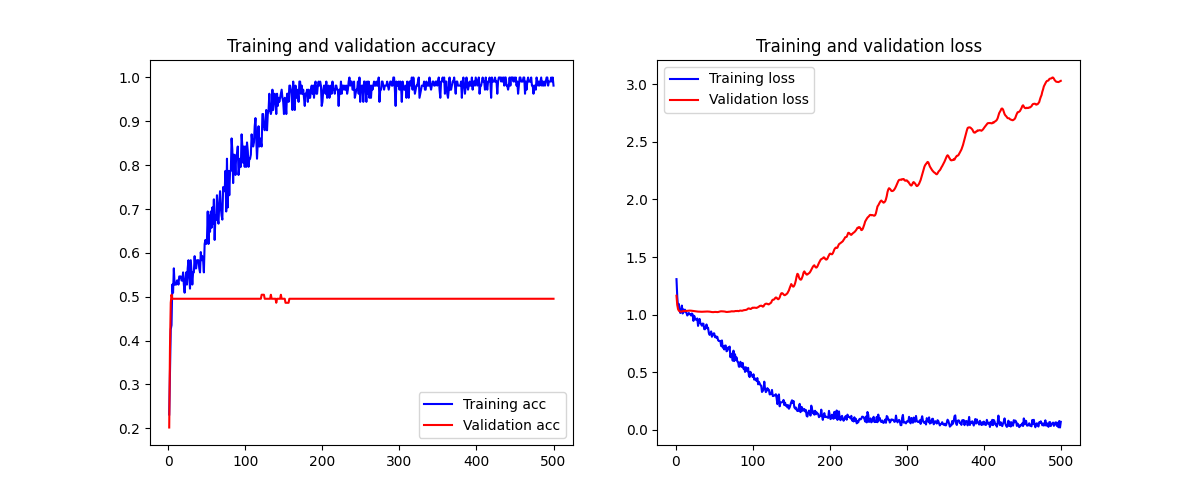 Training and validation accuracy
1.0
0.9
0.8
0.7
0.6
0.5
0.4
0.3
0.2
0 100 200 300 400 500
Training acc
Validation acc
Training and validation loss
Training loss
Validation loss
3.0
2.5
2.0
1.5
1.0
0.5
0.0
0 100 200 300 400 500